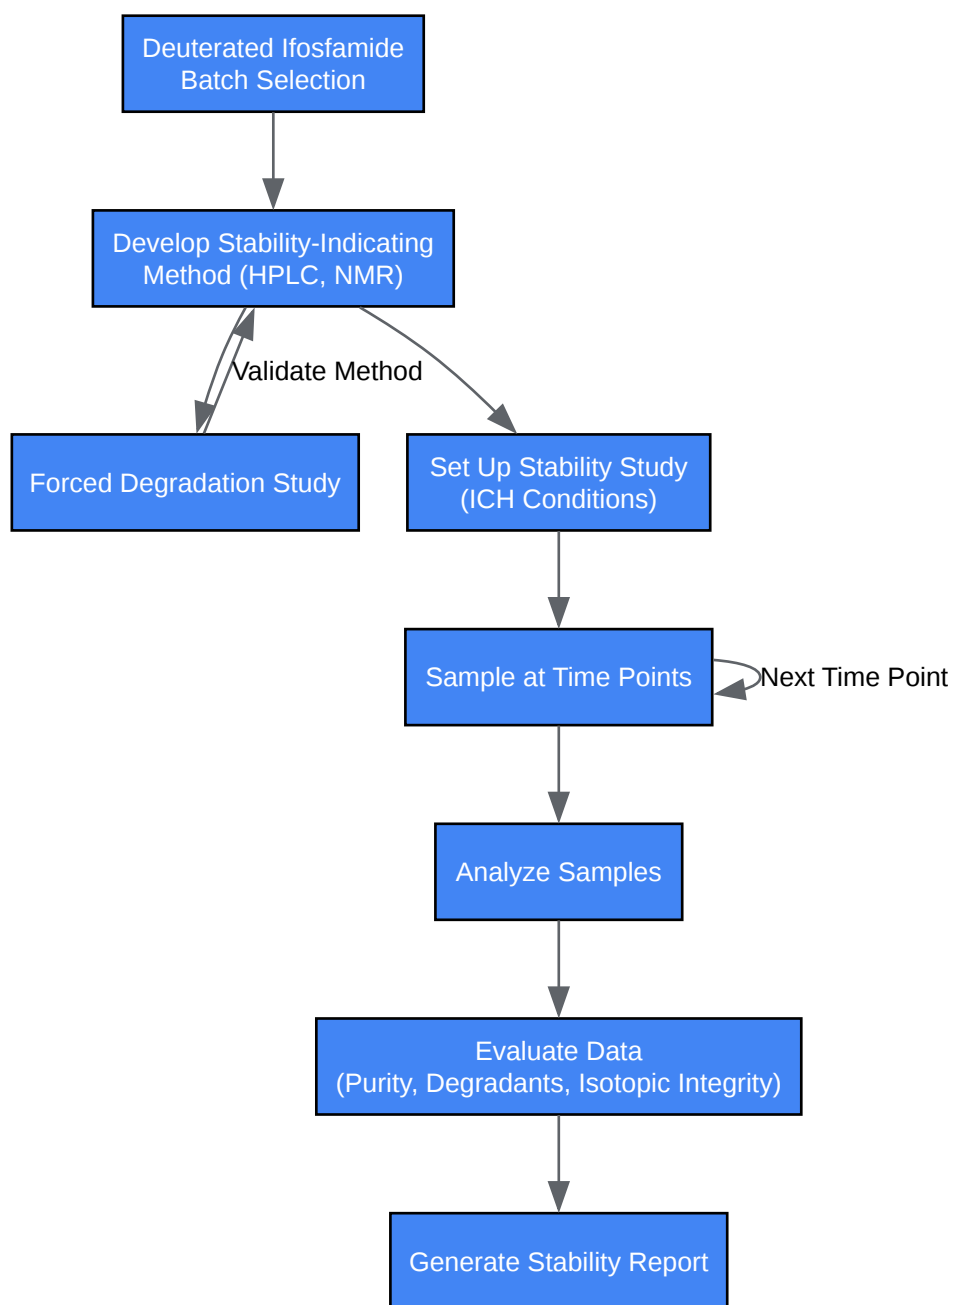 Deuterated Ifosfamide
Batch Selection
Develop Stability-Indicating
Method (HPLC, NMR)
Validate Method
Forced Degradation Study
Set Up Stability Study
(ICH Conditions)
Sample at Time Points
Next Time Point
Analyze Samples
Evaluate Data
(Purity, Degradants, Isotopic Integrity)
Generate Stability Report